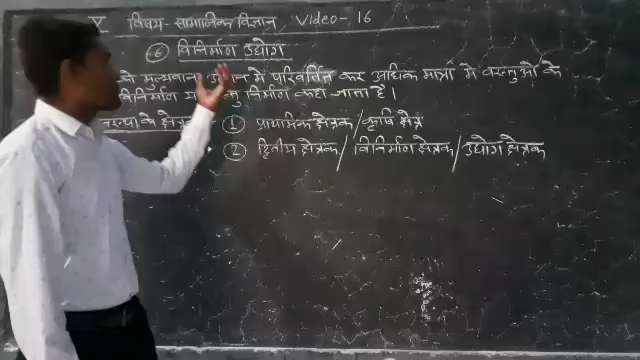 X विषय - सामाजिक विज्ञान Video - 16
⑥ विनिर्माण उद्योग
को मुल्यवान में परिवर्तित कर अधिक मात्रा में वस्तुओ के
विनिर्माण निर्माण कहा जाता है।
के क्षेत्रक ① प्राथमिक क्षेत्रक / कृषि क्षेत्र
② द्वितीय क्षेत्रक / विनिर्माण क्षेत्रक / उद्योग क्षेत्रक